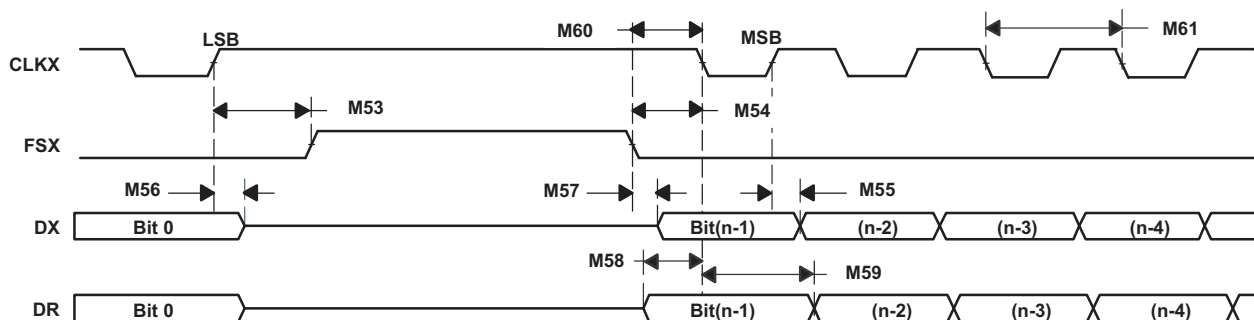 M60
M61
LSB
MSB
CLKX
M53
M54
FSX
M56
M57
M55
DX
Bit 0
Bit(n-1)
(n-2)
(n-3)
(n-4)
M58
M59
DR
Bit 0
Bit(n-1)
(n-2)
(n-3)
(n-4)